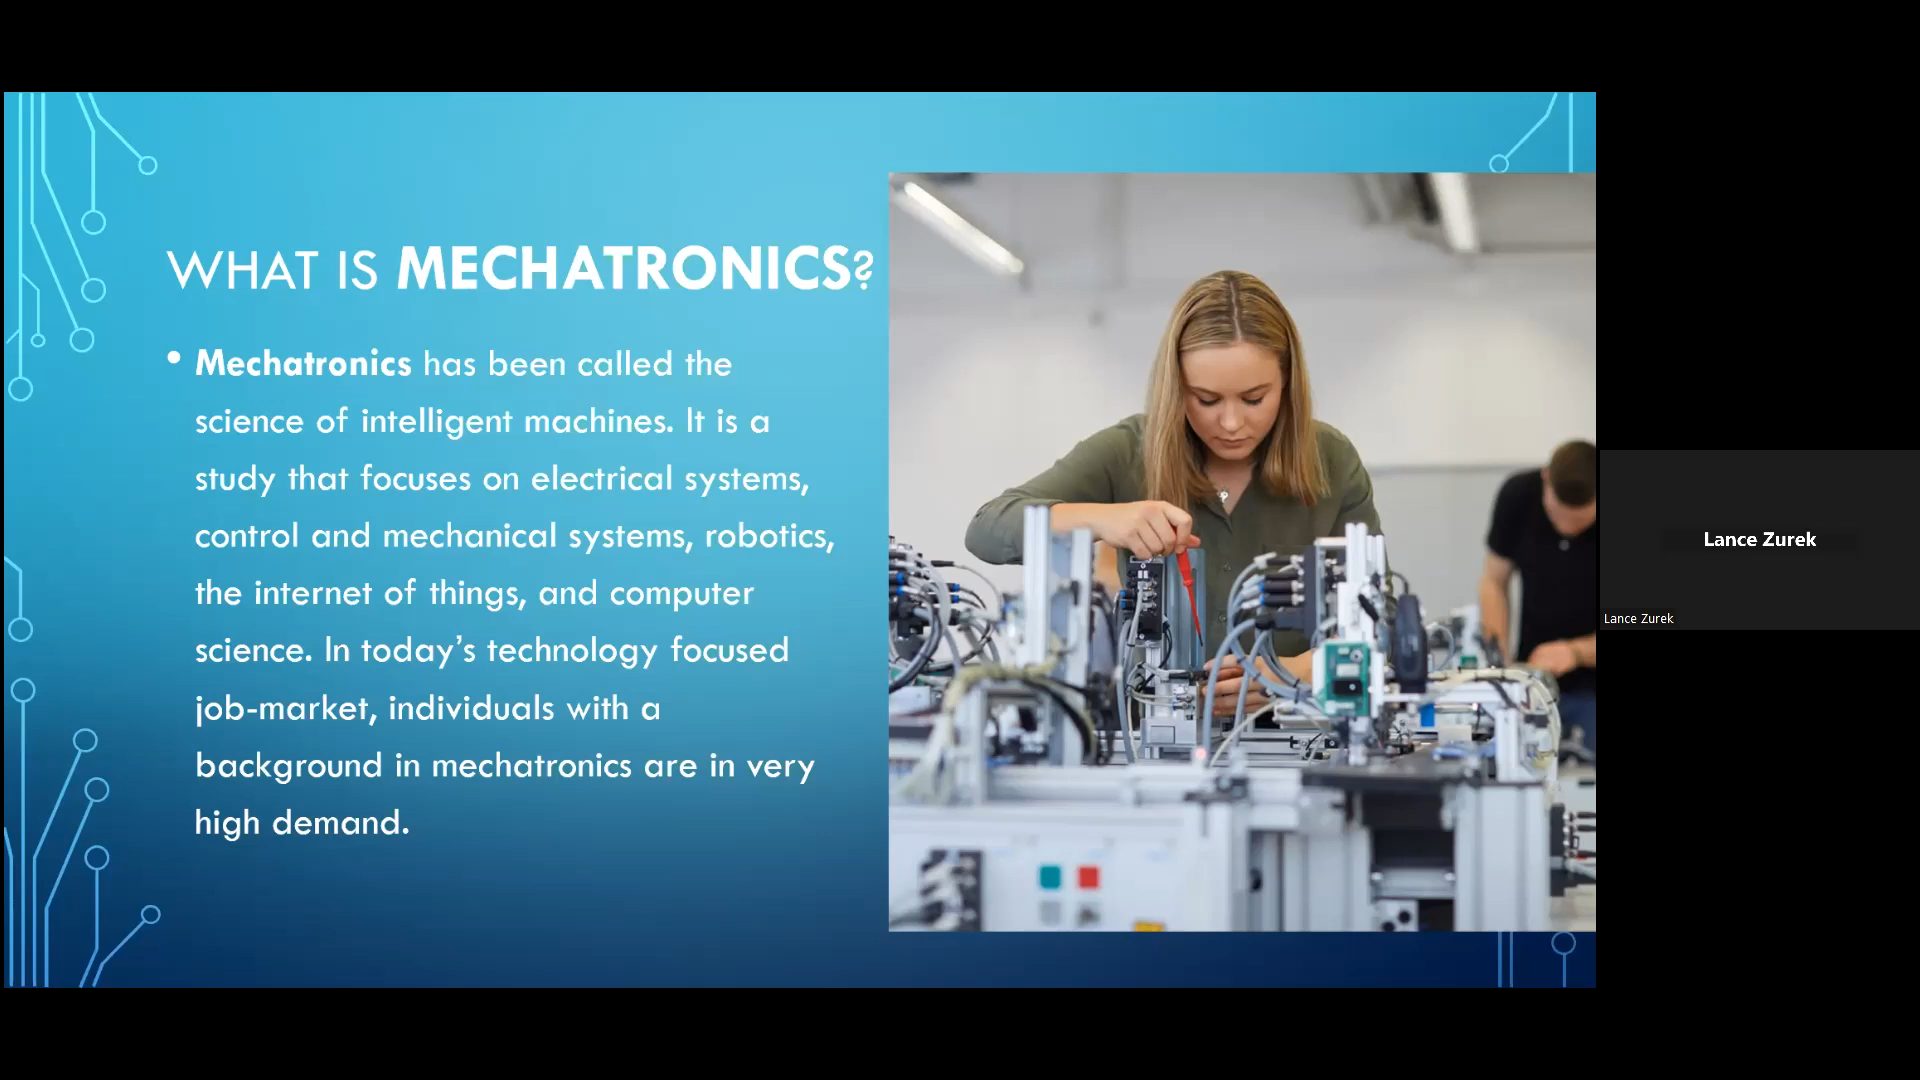 WHAT IS MECHATRONICS?
• Mechatronics has been called the
science of intelligent machines. It is a
study that focuses on electrical systems,
control and mechanical systems, robotics,
the internet of things, and computer
science. In today’s technology focused
job-market, individuals with a
background in mechatronics are in very
high demand.
Lance Zurek
Lance Zurek